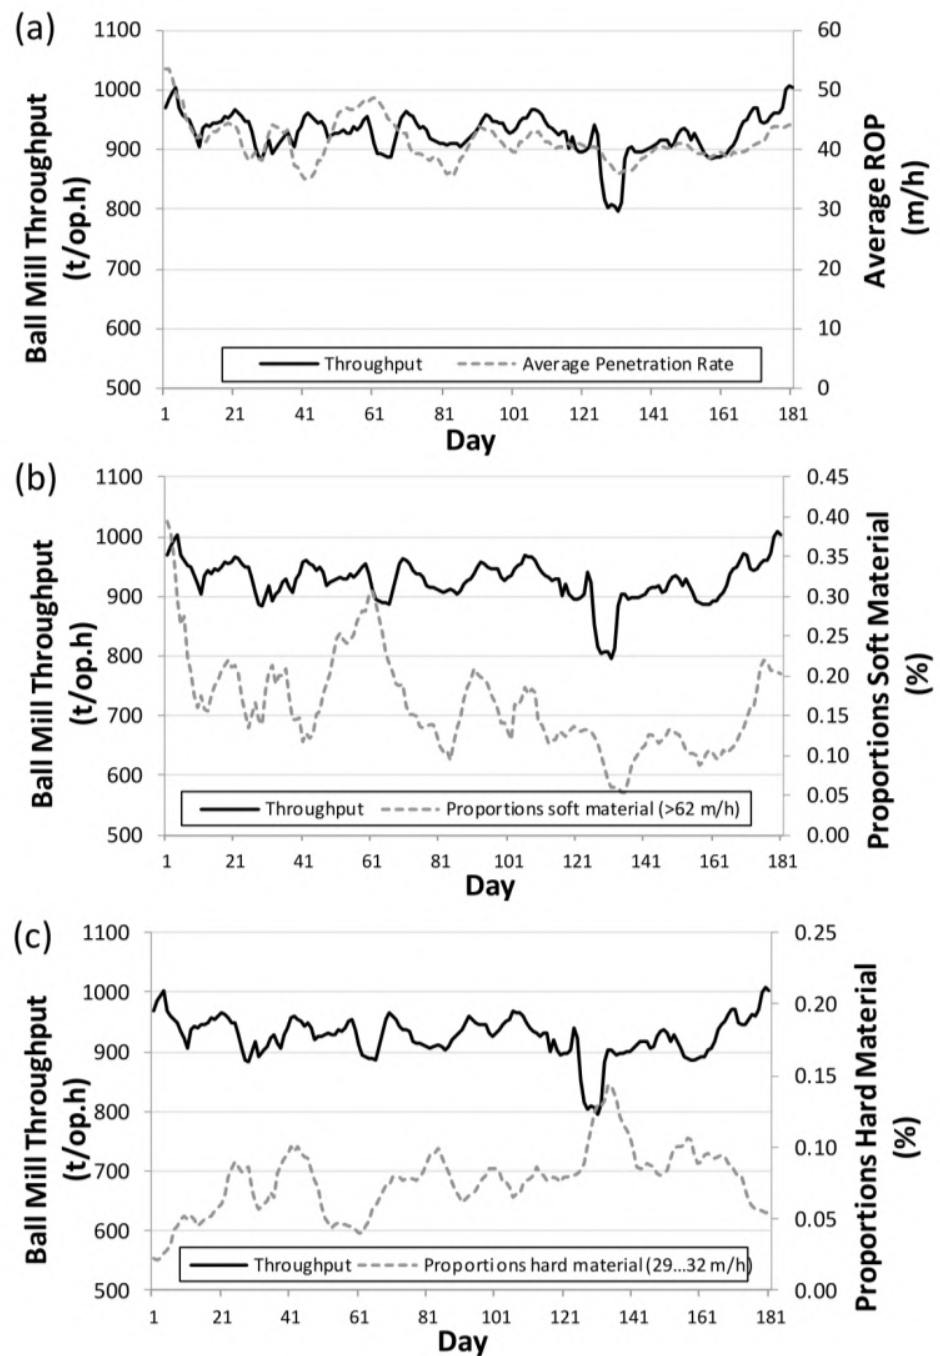 (a)
1100
1000
900
800
700
600
500
Ball Mill Throughput
(t/op.h)
60
50
40
30
20
10
0
Average ROP
(m/h)
Throughput
Average Penetration Rate
1 21 41 61 81 101 121 141 161 181
Day
(b)
1100
1000
900
800
700
600
500
Ball Mill Throughput
(t/op.h)
0.45
0.40
0.35
0.30
0.25
0.20
0.15
0.10
0.05
0.00
Proportions Soft Material
(%)
Throughput
Proportions soft material (>62 m/h)
1 21 41 61 81 101 121 141 161 181
Day
(c)
1100
1000
900
800
700
600
500
Ball Mill Throughput
(t/op.h)
0.25
0.20
0.15
0.10
0.05
0.00
Proportions Hard Material
(%)
Throughput
Proportions hard material (29...32 m/h)
1 21 41 61 81 101 121 141 161 181
Day